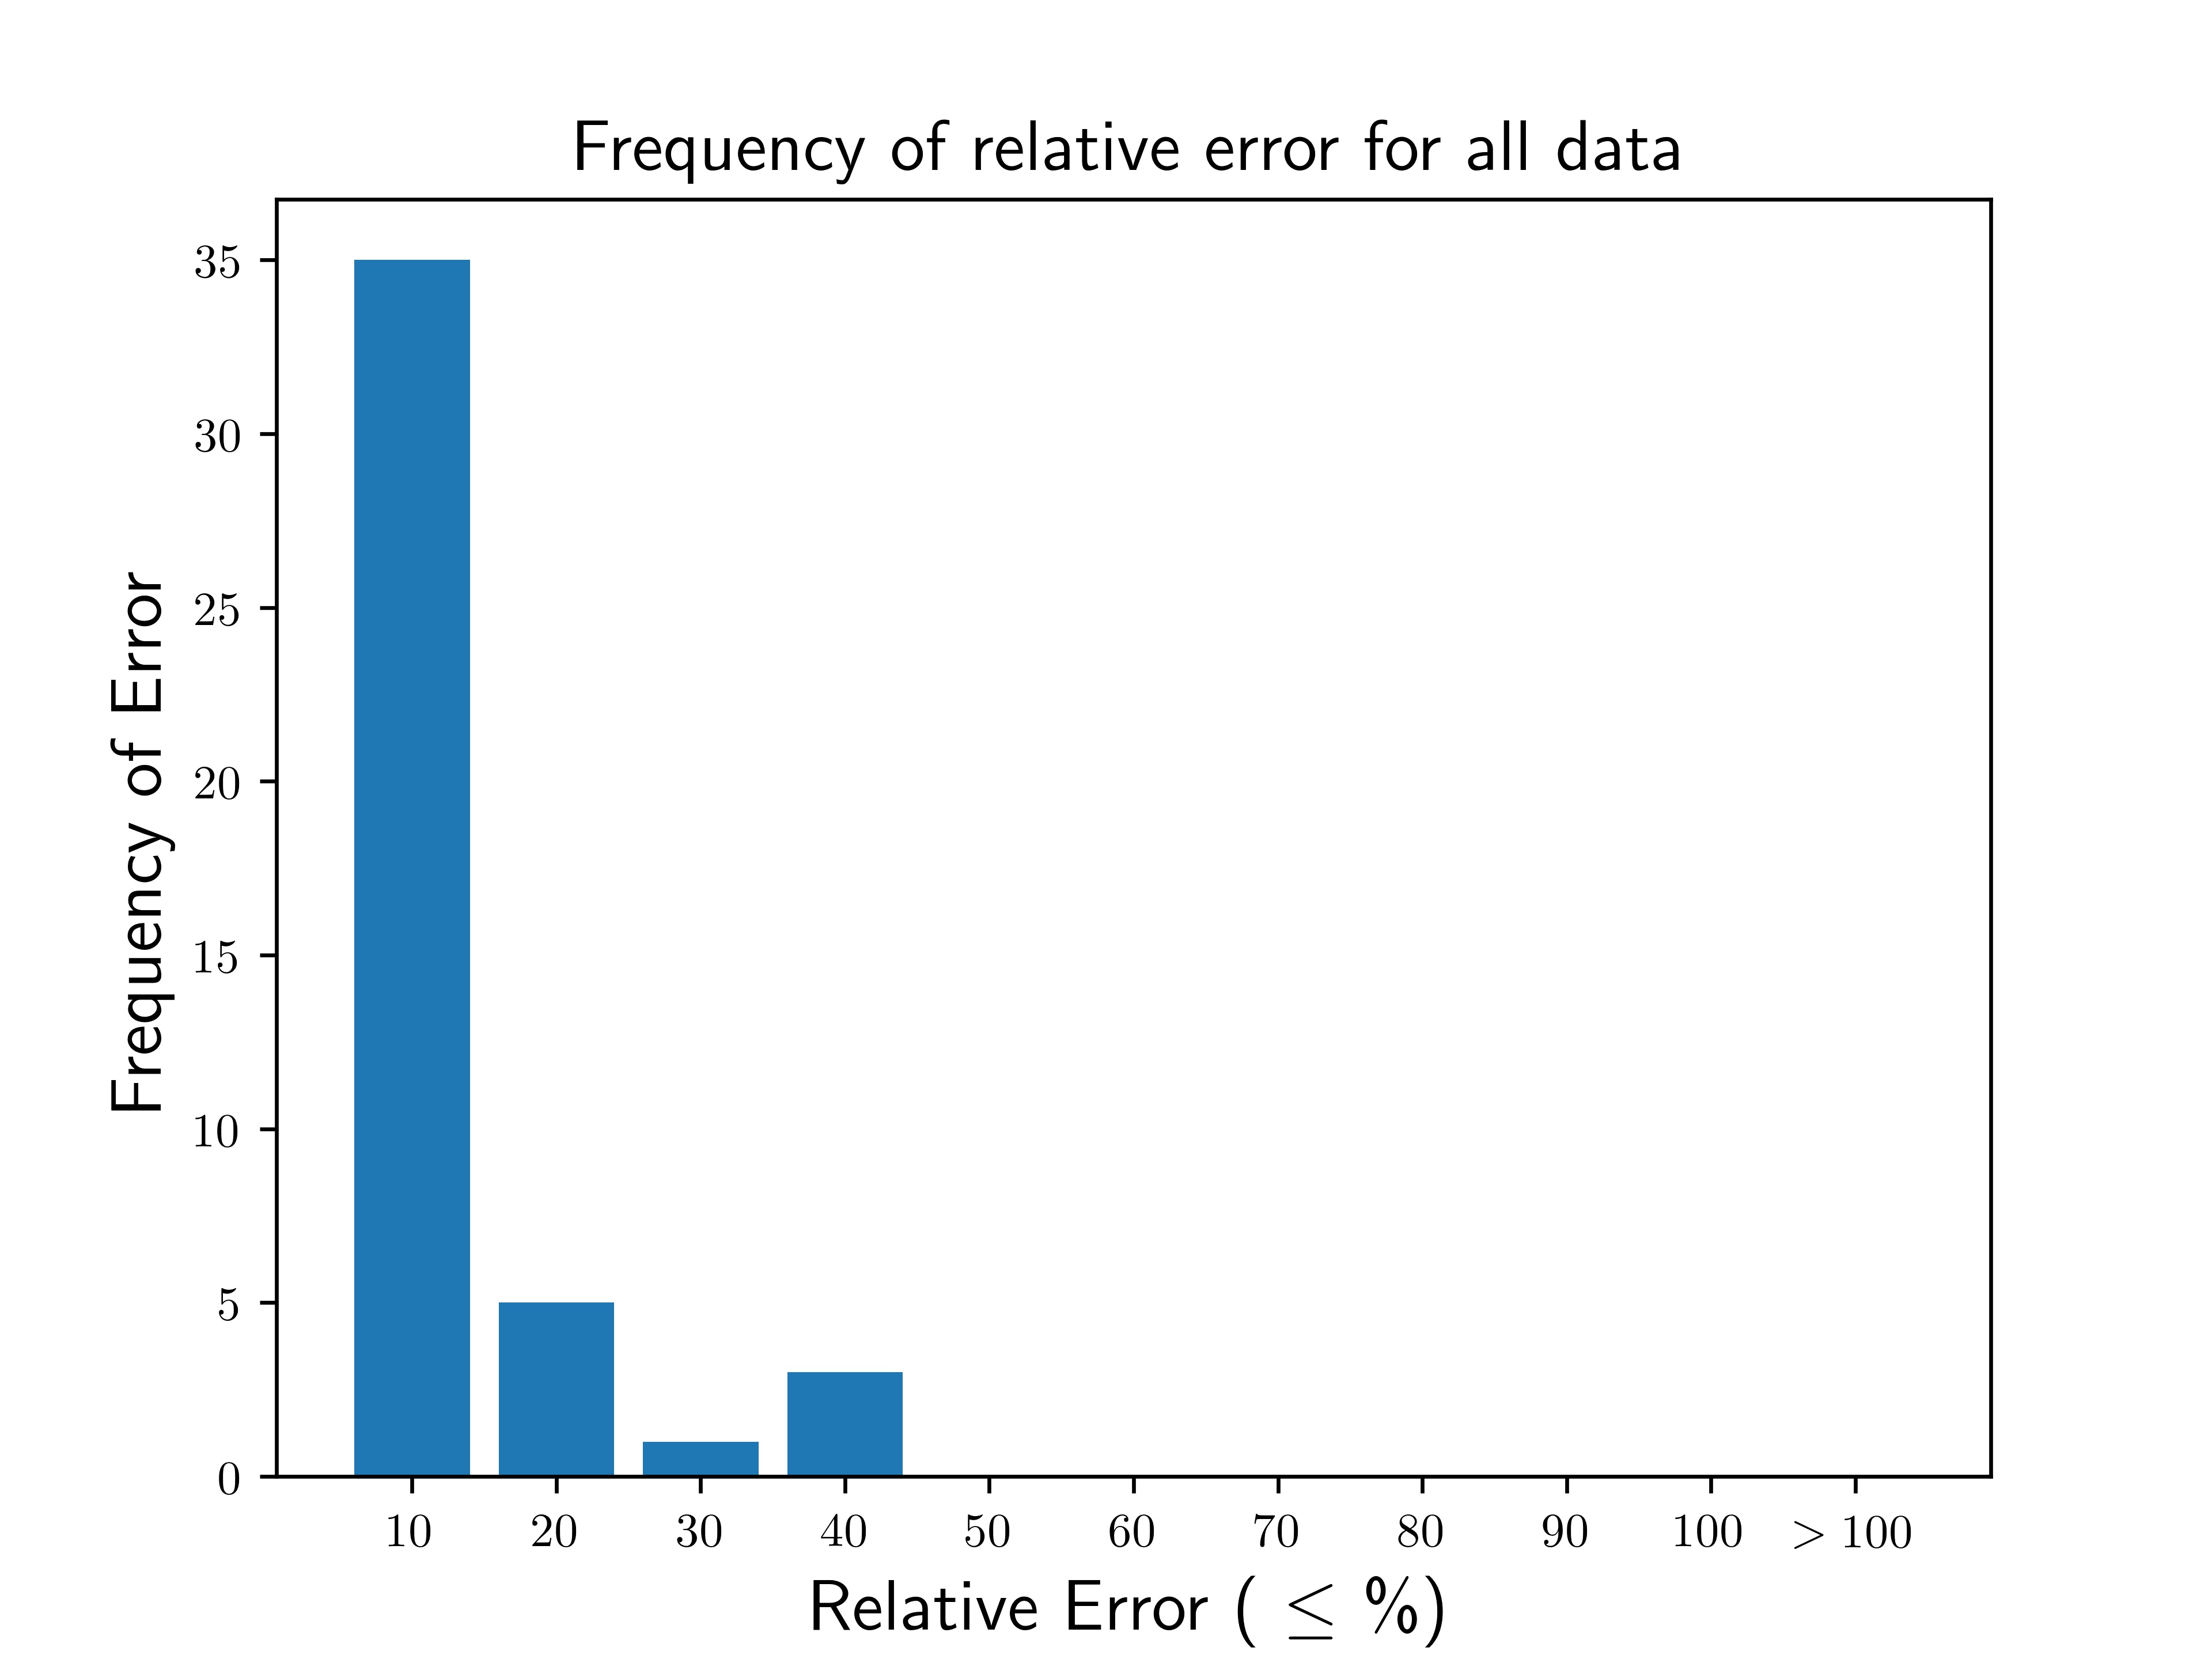 Frequency of relative error for all data
Frequency of Error
35
30
25
20
15
10
5
0
10 20 30 40 50 60 70 80 90 100 > 100
Relative Error ( ≤ %)